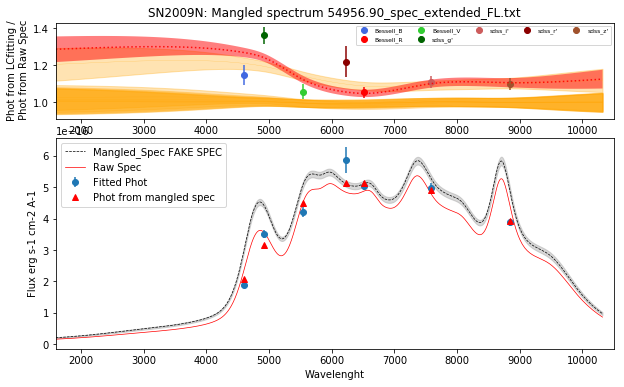 SN2009N: Mangled spectrum 54956.90_spec_extended_FL.txt
Phot from LCfitting /
Phot from Raw Spec
1.4
1.2
1.0
Bessell_B
Bessell_R
Bessell_V
sdss_g'
sdss_i'
sdss_r'
sdss_z'
2000 3000 4000 5000 6000 7000 8000 9000 10000
Flux erg s-1 cm-2 A-1
6
5
4
3
2
1
0
Mangled_Spec FAKE SPEC
Raw Spec
Fitted Phot
Phot from mangled spec
2000 3000 4000 5000 6000 7000 8000 9000 10000
Wavelenght